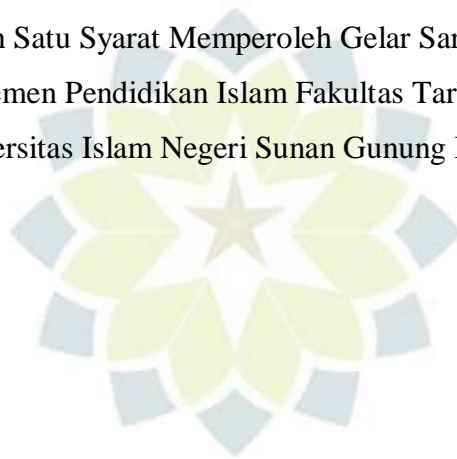 Satu Syarat Memperoleh Gelar
Pendidikan Islam Fakultas
Islam Negeri Sunan Gunung